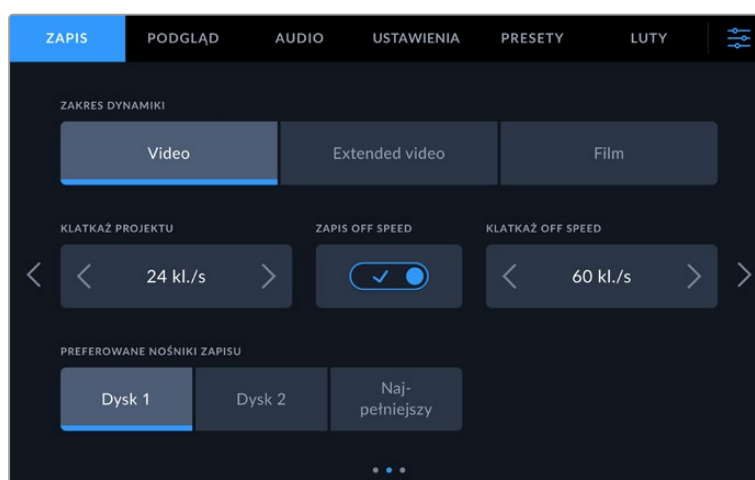 ZAPIS PODGLĄD AUDIO USTAWIENIA PRESETY LUTY
ZAKRES DYNAMIKI
Video Extended video Film
KLATKAŻ PROJEKTU ZAPIS OFF SPEED KLATKAŻ OFF SPEED
24 kl./s 60 kl./s
PREFEROWANE NOŚNIKI ZAPISU
Dysk 1 Dysk 2 Naj-
pełniejszy